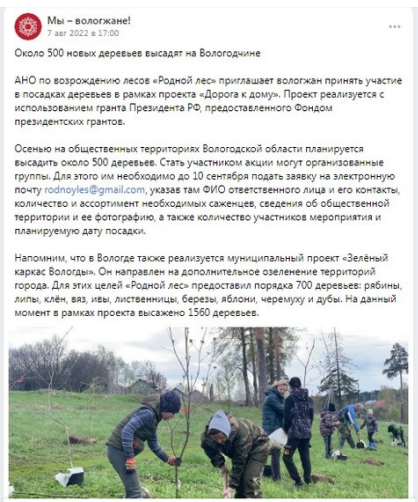 Мы – вологжане!
7 авг 2022 в 17:00
Около 500 новых деревьев высадят на Вологодчине
АНО по возрождению лесов «Родной лес» приглашает вологжан принять участие
в посадках деревьев в рамках проекта «Дорога к дому». Проект реализуется с
использованием гранта Президента РФ, предоставленного Фондом
президентских грантов.
Осенью на общественных территориях Вологодской области планируется
высадить около 500 деревьев. Стать участником акции могут организованные
группы. Для этого им необходимо до 10 сентября подать заявку на электронную
почту rodnoyles@gmail.com, указав там ФИО ответственного лица и его контакты,
количество и ассортимент необходимых саженцев, сведения об общественной
территории и ее фотографию, а также количество участников мероприятия и
планируемую дату посадки.
Напомним, что в Вологде также реализуется муниципальный проект «Зелёный
каркас Вологды». Он направлен на дополнительное озеленение территорий
города. Для этих целей «Родной лес» предоставил порядка 700 деревьев: рябины,
липы, клён, вяз, ивы, лиственницы, березы, яблони, черемуху и дубы. На данный
момент в рамках проекта высажено 1560 деревьев.